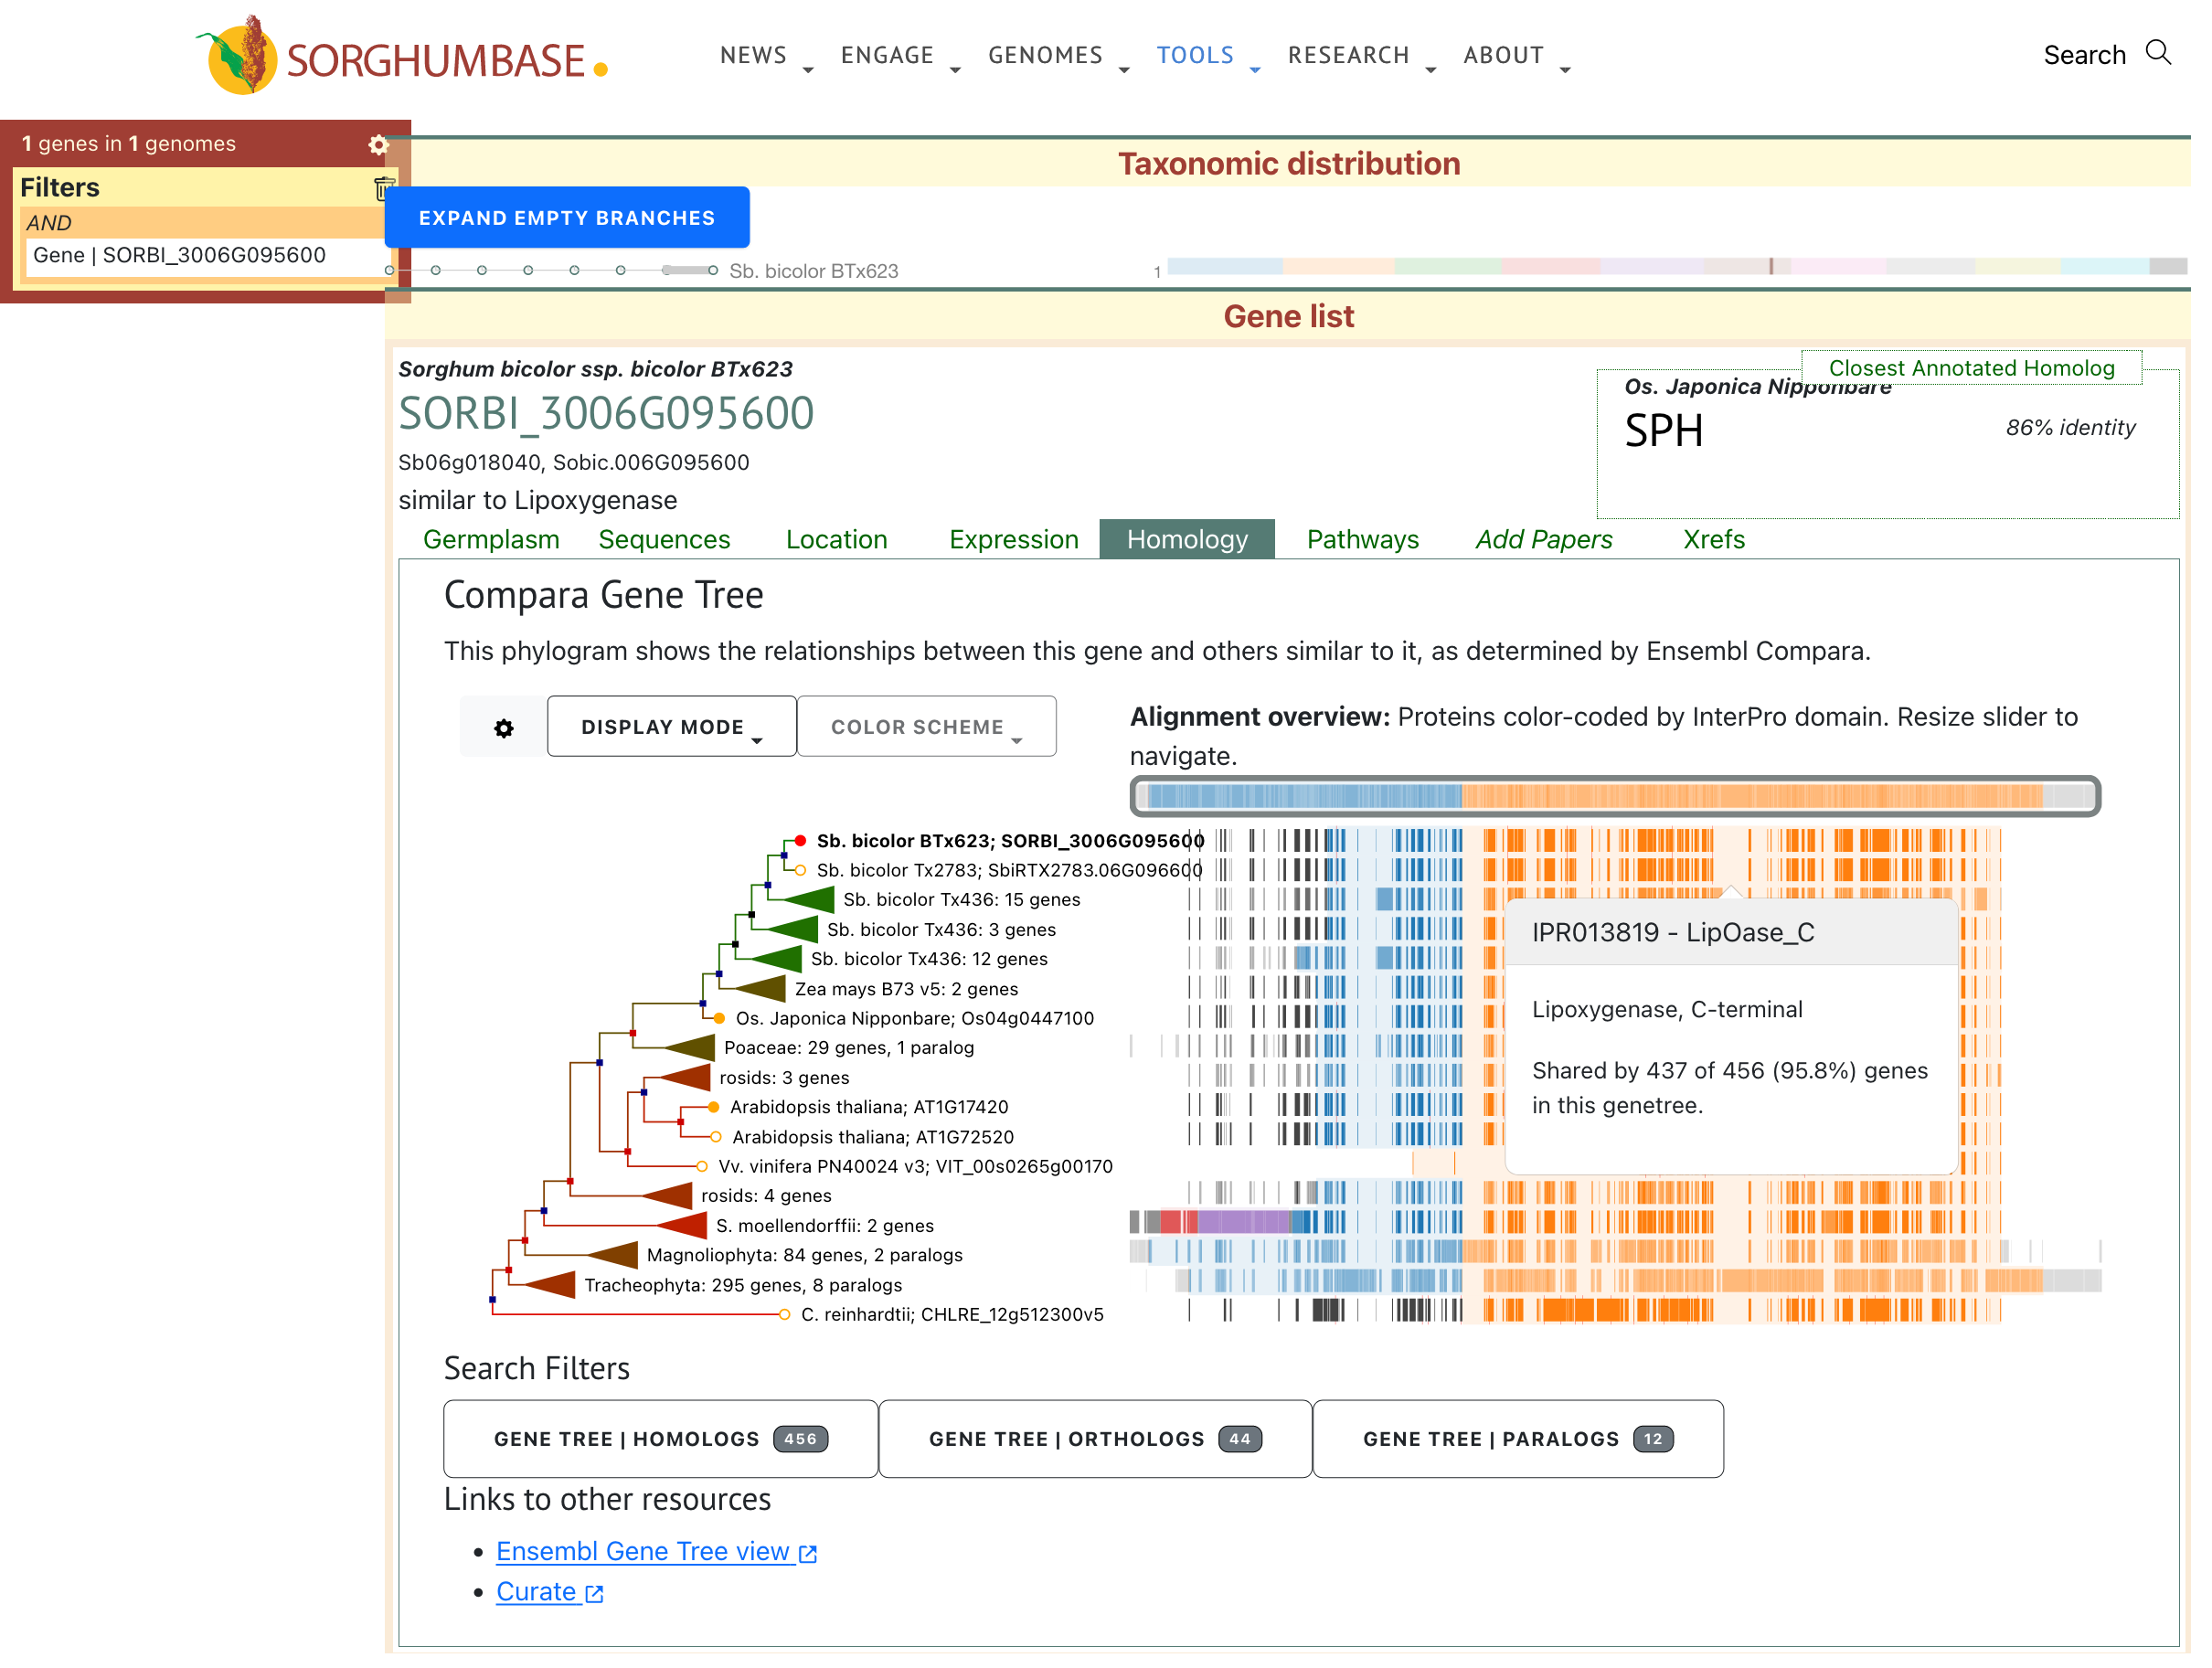 SORGHUMBASE
NEWS ENGAGE GENOMES TOOLS RESEARCH ABOUT
Search
1 genes in 1 genomes
Filters
AND
Gene | SORBI_3006G095600
Taxonomic distribution
EXPAND EMPTY BRANCHES
Sb. bicolor BTx623
1
Gene list
Sorghum bicolor ssp. bicolor BTx623
SORBI_3006G095600
Sb06g018040, Sobic.006G095600
similar to Lipoxygenase
Closest Annotated Homolog
Os. Japonica Nipponbare
SPH
86% identity
Germplasm Sequences Location Expression Homology Pathways Add Papers Xrefs
Compara Gene Tree
This phylogram shows the relationships between this gene and others similar to it, as determined by Ensembl Compara.
DISPLAY MODE COLOR SCHEME
Alignment overview: Proteins color-coded by InterPro domain. Resize slider to
navigate.
Sb. bicolor BTx623; SORBI_3006G095600
Sb. bicolor Tx2783; SbiRTX2783.06G096600
Sb. bicolor Tx436: 15 genes
Sb. bicolor Tx436: 3 genes
Sb. bicolor Tx436: 12 genes
Zea mays B73 v5: 2 genes
Os. Japonica Nipponbare; Os04g0447100
Poaceae: 29 genes, 1 paralog
rosids: 3 genes
Arabidopsis thaliana; AT1G17420
Arabidopsis thaliana; AT1G72520
Vv. vinifera PN40024 v3; VIT_00s0265g00170
rosids: 4 genes
S. moellendorffii: 2 genes
Magnoliophyta: 84 genes, 2 paralogs
Tracheophyta: 295 genes, 8 paralogs
C. reinhardtii; CHLRE_12g512300v5
IPR013819 - LipOase_C
Lipoxygenase, C-terminal
Shared by 437 of 456 (95.8%) genes
in this genetree.
Search Filters
GENE TREE | HOMOLOGS 456
GENE TREE | ORTHOLOGS 44
GENE TREE | PARALOGS 12
Links to other resources
Ensembl Gene Tree view
Curate